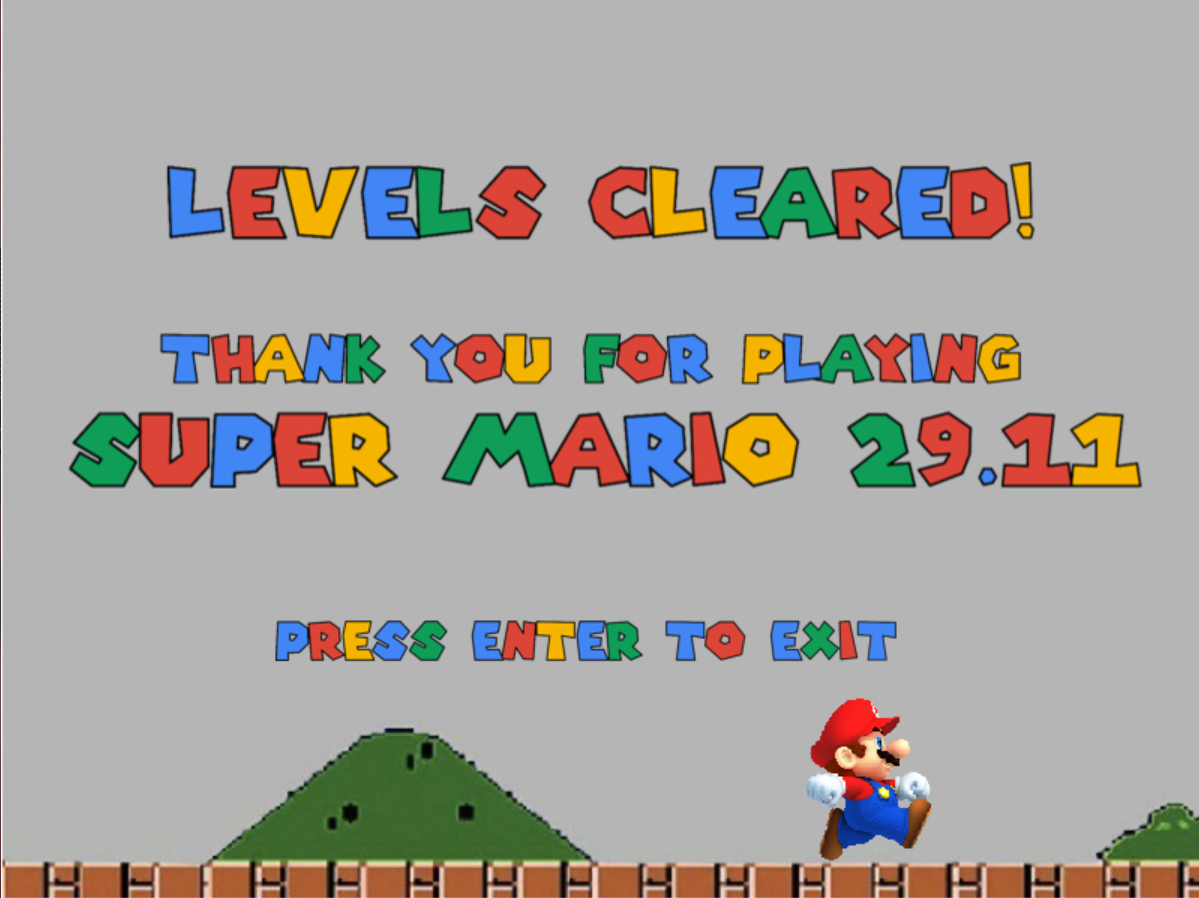 LEVELS CLEARED!
THANK YOU FOR PLAYING
SUPER MARIO 29.11
PRESS ENTER TO EXIT